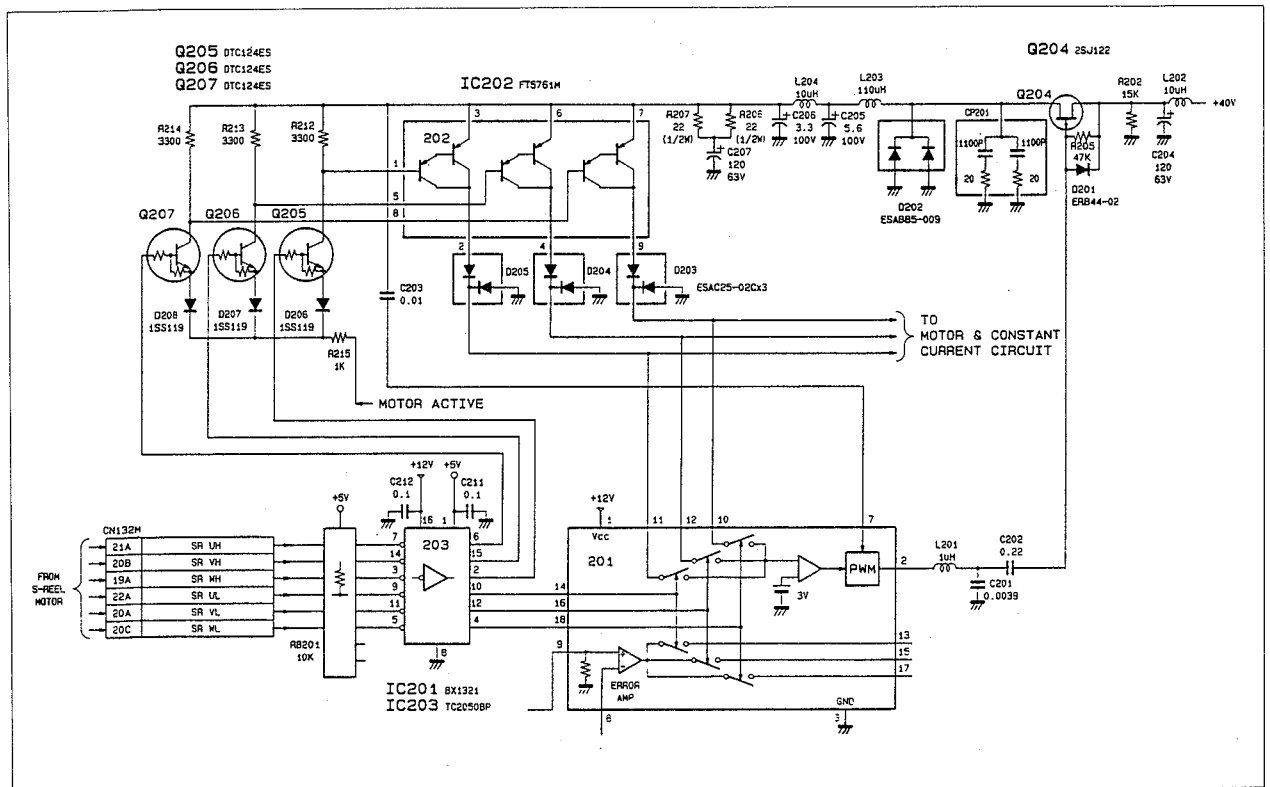 Q205 DTC124ES
Q206 DTC124ES
Q207 DTC124ES
IC202 FT5761M
Q204 2SJ122
R214
3300
R213
3300
R212
3300
202
3
6
7
1
5
8
2
4
9
R207
22
(1/2W)
R206
22
(1/2W)
C207
120
63V
L204
10uH
C206
3.3
100V
C205
5.6
100V
L203
110uH
D202
ESAB85-009
CP201
1100P
20
1100P
20
Q204
R205
47K
D201
ERB44-02
R202
15K
L202
10uH
+40V
C204
120
63V
Q207
Q206
Q205
D208
1SS119
D207
1SS119
D206
1SS119
R215
1K
MOTOR ACTIVE
C203
0.01
D205
D204
D203
ESAC25-02Cx3
TO
MOTOR & CONSTANT
CURRENT CIRCUIT
CN132M
FROM
S-REEL
MOTOR
21A SR UH
20B SR VH
19A SR WH
22A SR UL
20A SR VL
20C SR WL
+5V
RB201
10K
+12V
+5V
C212
0.1
C211
0.1
16
1
203
7
14
3
9
11
5
6
15
2
10
12
4
8
IC201 BX1321
IC203 TC2050BP
+12V
1
Vcc
11
12
10
7
201
14
16
18
9
6
3V
PWM
2
ERROR
AMP
13
15
17
GND
3
L201
1uH
C202
0.22
C201
0.0039